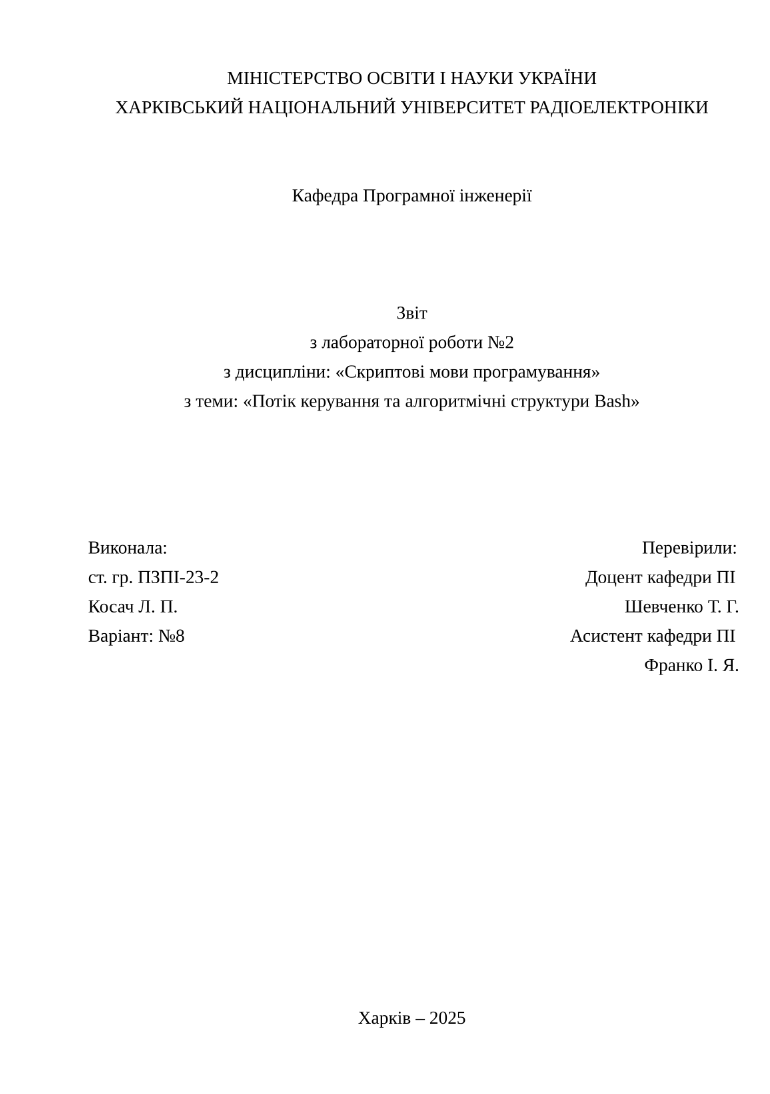 МІНІСТЕРСТВО ОСВІТИ І НАУКИ УКРАЇНИ
ХАРКІВСЬКИЙ НАЦІОНАЛЬНИЙ УНІВЕРСИТЕТ РАДІОЕЛЕКТРОНІКИ
Кафедра Програмної інженерії
Звіт
з лабораторної роботи №2
з дисципліни: «Скриптові мови програмування»
з теми: «Потік керування та алгоритмічні структури Bash»
Виконала:
ст. гр. ПЗПІ-23-2
Косач Л. П.
Варіант: №8
Перевірили:
Доцент кафедри ПІ
Шевченко Т. Г.
Асистент кафедри ПІ
Франко І. Я.
Харків – 2025